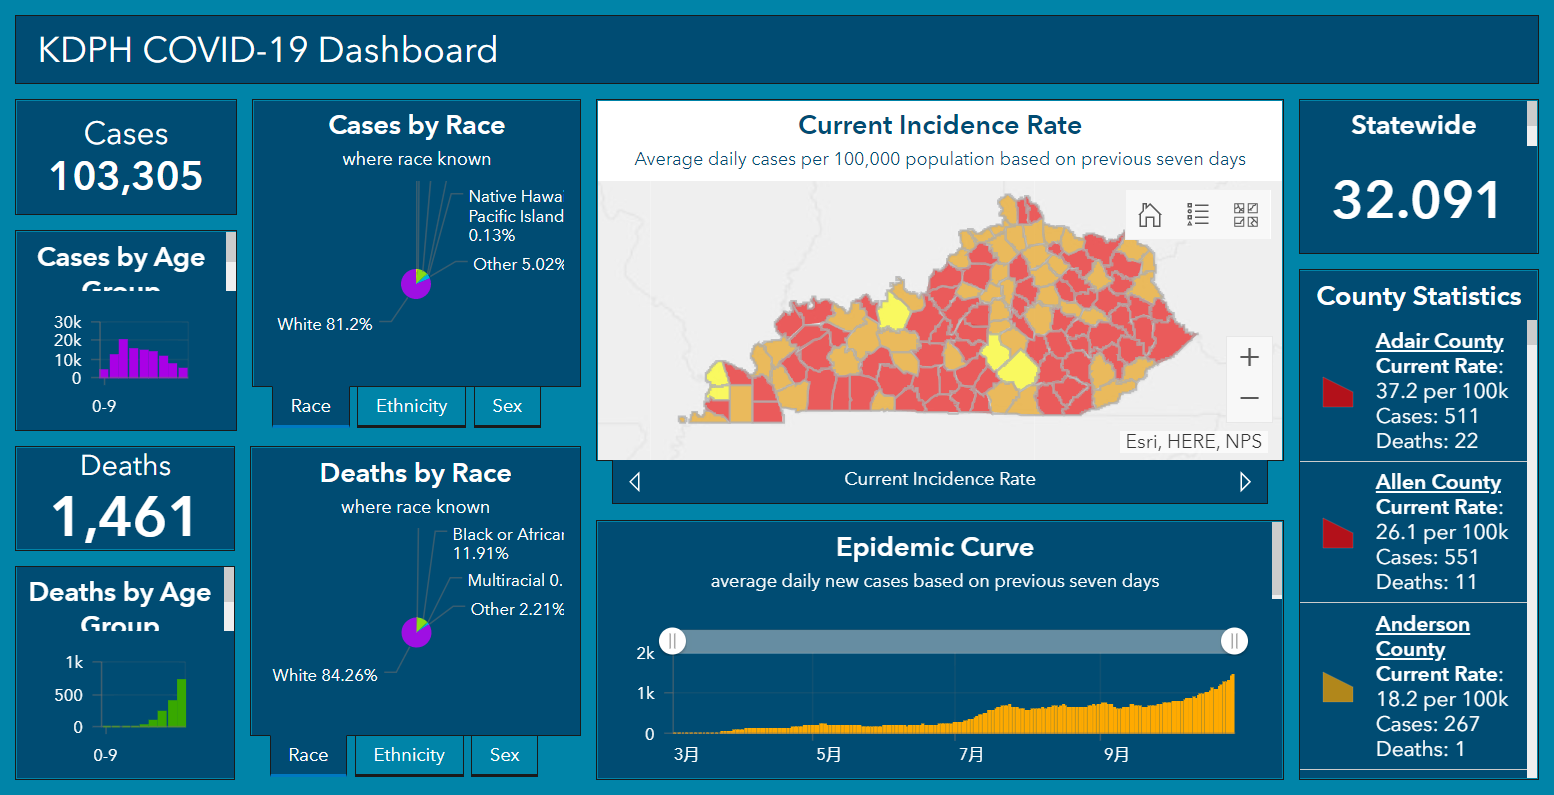 KDPH COVID-19 Dashboard
Cases
103,305
Cases by Age
Group
30k
20k
10k
0
0-9
Deaths
1,461
Deaths by Age
Group
1k
500
0
0-9
Cases by Race
where race known
Native Hawa
Pacific Island
0.13%
Other 5.02%
White 81.2%
Race
Ethnicity
Sex
Deaths by Race
where race known
Black or African
11.91%
Multiracial 0.
Other 2.21%
White 84.26%
Race
Ethnicity
Sex
Current Incidence Rate
Average daily cases per 100,000 population based on previous seven days
Esri, HERE, NPS
Current Incidence Rate
Epidemic Curve
average daily new cases based on previous seven days
2k
1k
0
3月
5月
7月
9月
Statewide
32.091
County Statistics
Adair County
Current Rate:
37.2 per 100k
Cases: 511
Deaths: 22
Allen County
Current Rate:
26.1 per 100k
Cases: 551
Deaths: 11
Anderson
County
Current Rate:
18.2 per 100k
Cases: 267
Deaths: 1